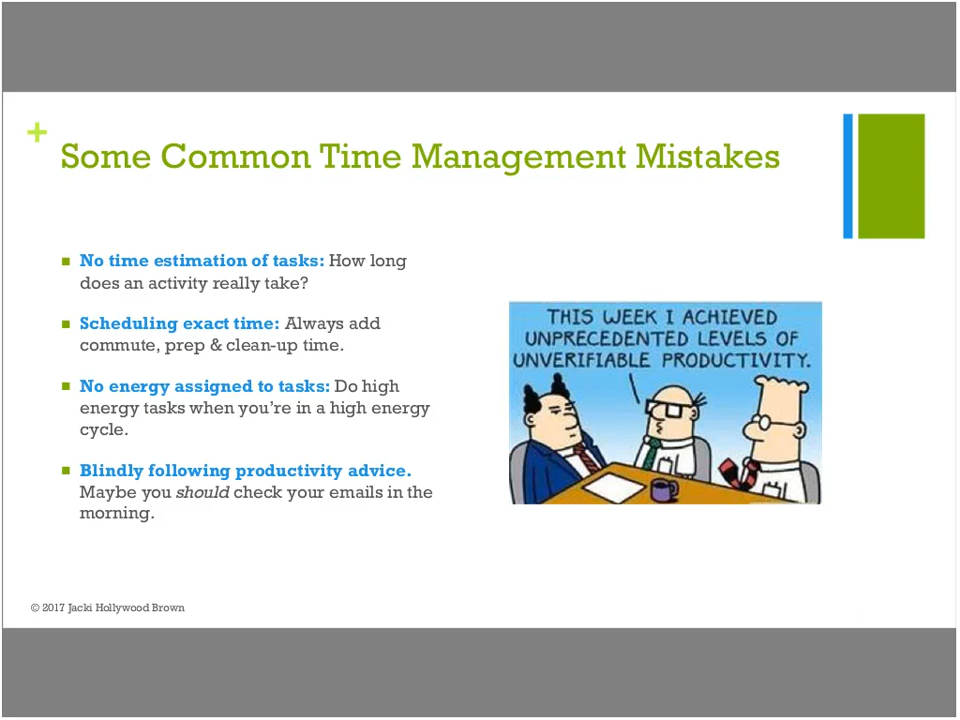 +
Some Common Time Management Mistakes
No time estimation of tasks: How long
does an activity really take?
Scheduling exact time: Always add
commute, prep & clean-up time.
No energy assigned to tasks: Do high
energy tasks when you're in a high energy
cycle.
Blindly following productivity advice.
Maybe you should check your emails in the
morning.
THIS WEEK I ACHIEVED
UNPRECEDENTED LEVELS OF
UNVERIFIABLE PRODUCTIVITY.
© 2017 Jacki Hollywood Brown